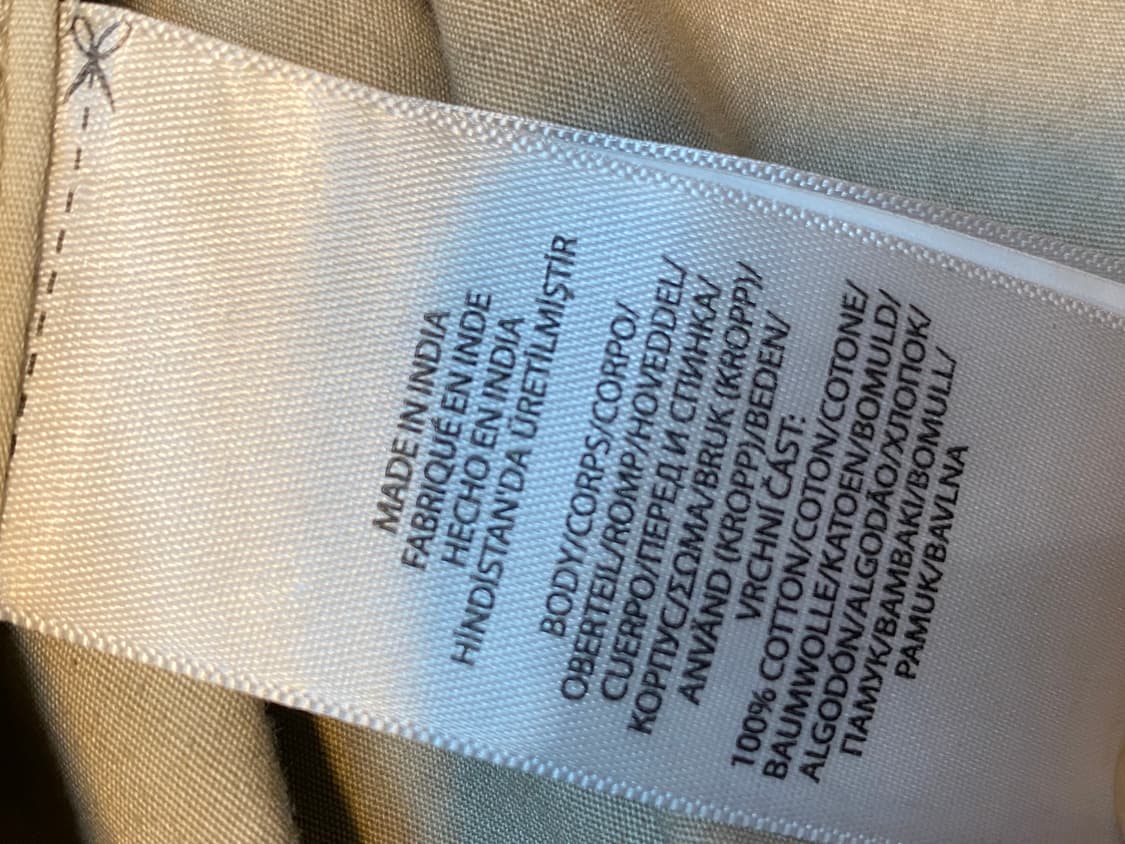 MADE IN INDIA
FABRIQUÉ EN INDE
HECHO EN INDIA
HİNDİSTAN'DA ÜRETİLMİŞTİR
BODY/CORPS/CORPO/
OBERTEIL/ROMP/HOVEDDEL/
CUERPO/ПЕРЕД И СПИНКА/
КОРПУС/ΣΩΜΑ/BRUK (KROPP)/
ANVÄND (KROPP)/BEDEN/
VRCHNÍ ČÁST:
100% COTTON/COTON/COTONE/
BAUMWOLLE/KATOEN/BOMULD/
ALGODÓN/ALGODÃO/ХЛОПОК/
ПАМУК/ΒΑΜΒΑΚΙ/BOMULL/
PAMUK/BAVLNA